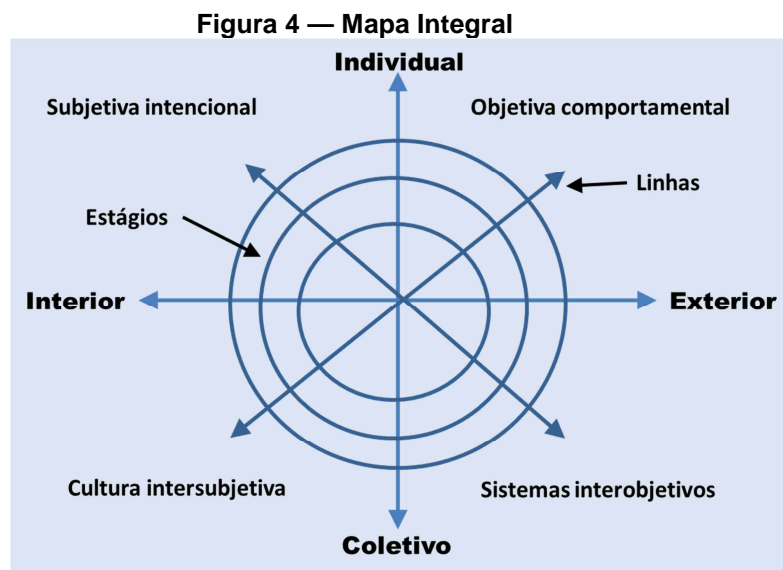 Figura 4 — Mapa Integral
Individual
Subjetiva intencional
Objetiva comportamental
Linhas
Estágios
Interior
Exterior
Cultura intersubjetiva
Sistemas interobjetivos
Coletivo